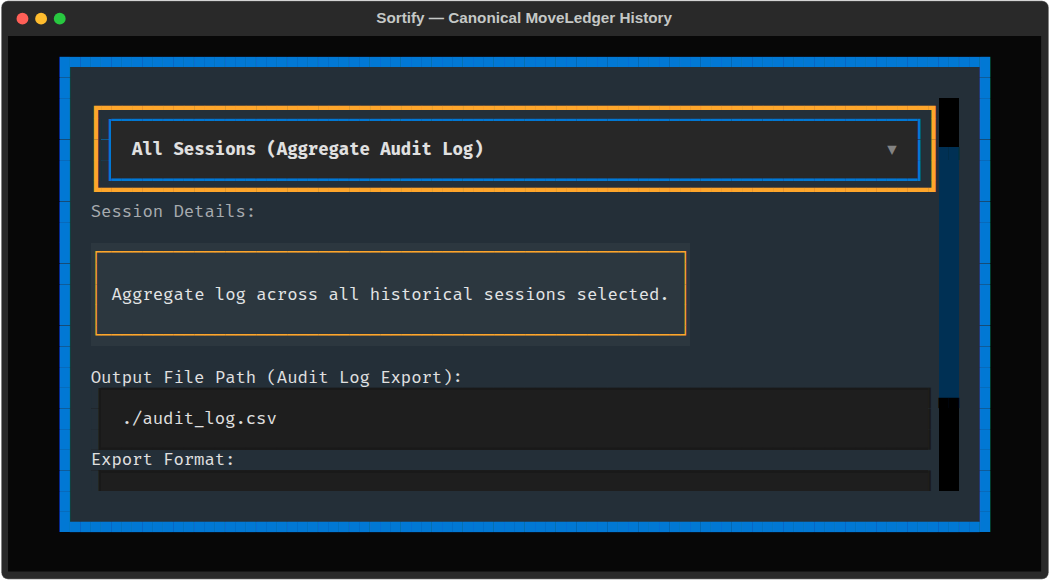 Sortify — Canonical MoveLedger History
All Sessions (Aggregate Audit Log) ▼
Session Details:
Aggregate log across all historical sessions selected.
Output File Path (Audit Log Export):
./audit_log.csv
Export Format: